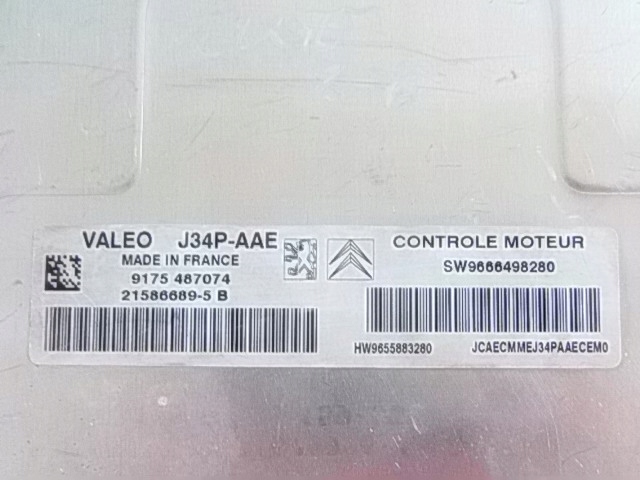 VALEO J34P-AAE
MADE IN FRANCE
9175 487074
21586689-5 B
CONTROLE MOTEUR
SW9666498280
HW9655883280
JCAECMMEJ34PAAECEM0